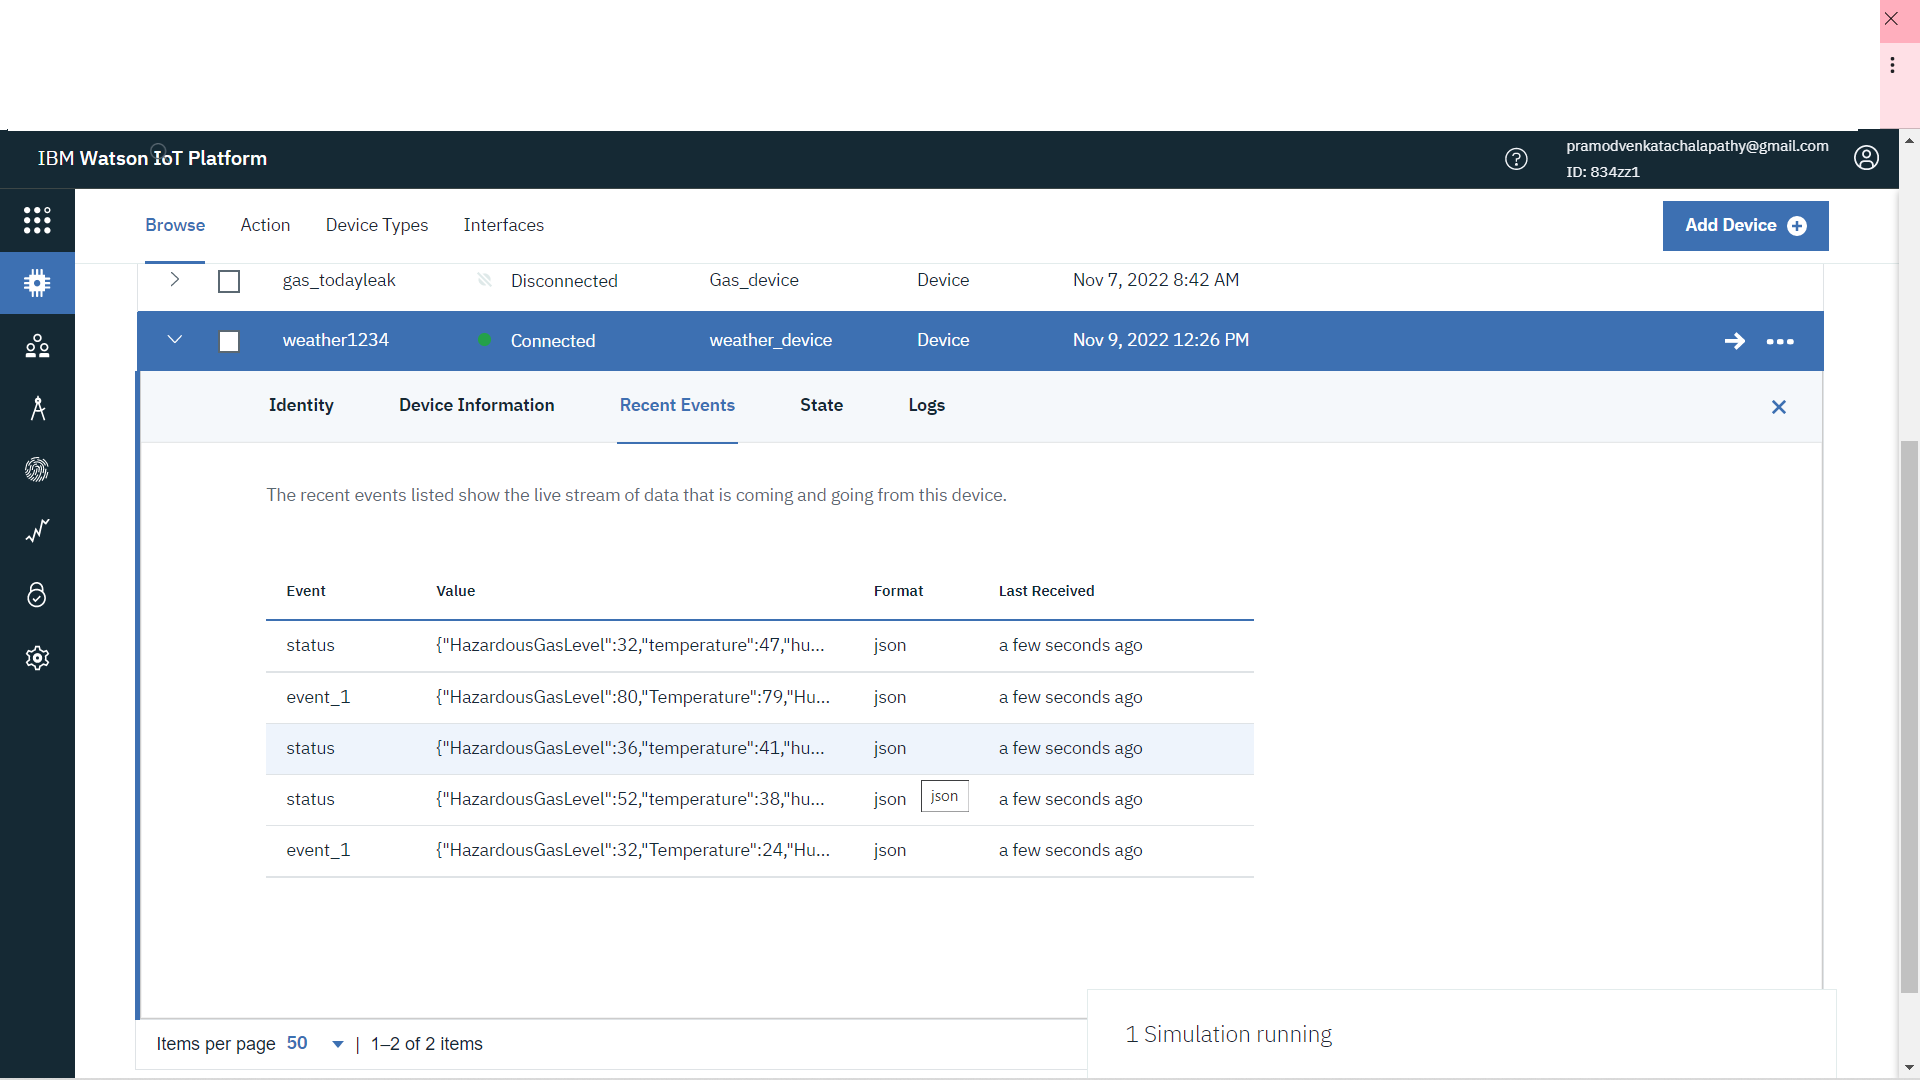 IBM Watson IoT Platform
pramodvenkatachalapathy@gmail.com
ID: 834zz1
Browse Action Device Types Interfaces Add Device
gas_todayleak Disconnected Gas_device Device Nov 7, 2022 8:42 AM
weather1234 Connected weather_device Device Nov 9, 2022 12:26 PM
Identity Device Information Recent Events State Logs
The recent events listed show the live stream of data that is coming and going from this device.
Event Value Format Last Received
status {"HazardousGasLevel":32,"temperature":47,"hu... json a few seconds ago
event_1 {"HazardousGasLevel":80,"Temperature":79,"Hu... json a few seconds ago
status {"HazardousGasLevel":36,"temperature":41,"hu... json a few seconds ago
status {"HazardousGasLevel":52,"temperature":38,"hu... json json a few seconds ago
event_1 {"HazardousGasLevel":32,"Temperature":24,"Hu... json a few seconds ago
Items per page 50 | 1–2 of 2 items
1 Simulation running